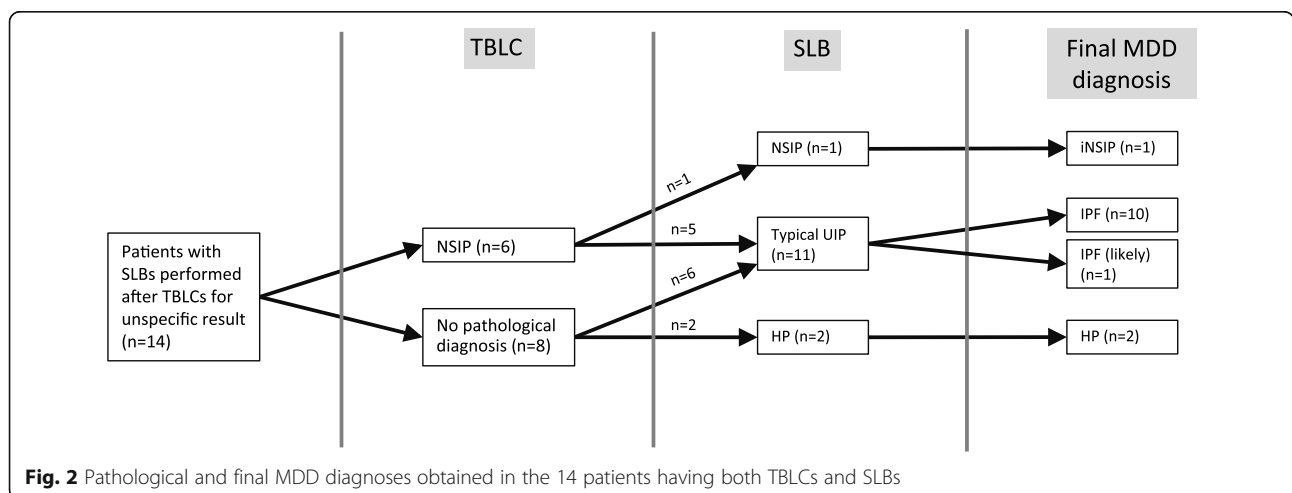 TBLC
SLB
Final MDD
diagnosis
Patients with
SLBs performed
after TBLCs for
unspecific result
(n=14)
NSIP (n=6)
No pathological
diagnosis (n=8)
n=1
n=5
n=6
n=2
NSIP (n=1)
Typical UIP
(n=11)
HP (n=2)
iNSIP (n=1)
IPF (n=10)
IPF (likely)
(n=1)
HP (n=2)
Fig. 2 Pathological and final MDD diagnoses obtained in the 14 patients having both TBLCs and SLBs